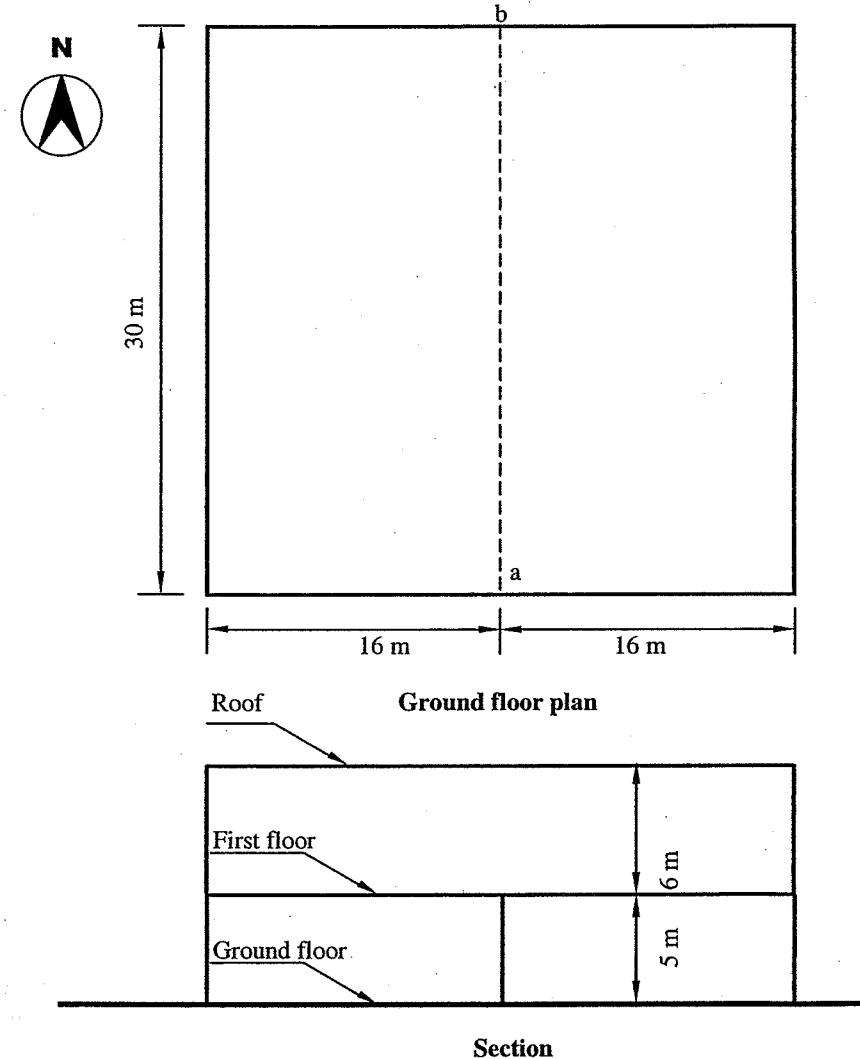 b
N
30 m
a
16 m
16 m
Ground floor plan
Roof
First floor
6 m
Ground floor
5 m
Section